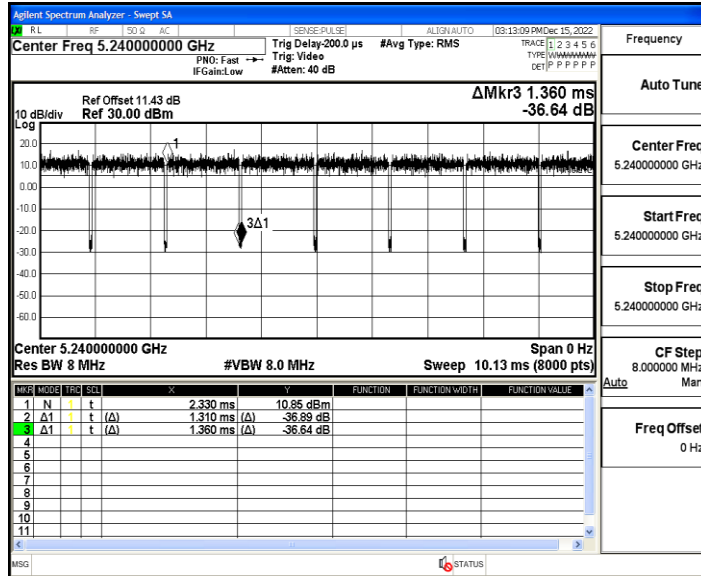 Agilent Spectrum Analyzer - Swept SA
RL RF 50 Ω AC SENSE:PULSE ALIGN AUTO 03:13:09 PM Dec 15, 2022
Center Freq 5.240000000 GHz
PNO: Fast
IFGain:Low
Trig Delay-200.0 µs
Trig: Video
#Atten: 40 dB
#Avg Type: RMS
TRACE 1 2 3 4 5 6
TYPE WWWWWW
DET P P P P P P
ΔMkr3 1.360 ms
-36.64 dB
Ref Offset 11.43 dB
10 dB/div Ref 30.00 dBm
Log
20.0
10.0
0.00
-10.0
-20.0
-30.0
-40.0
-50.0
-60.0
1
3Δ1
Center 5.240000000 GHz Span 0 Hz
Res BW 8 MHz #VBW 8.0 MHz Sweep 10.13 ms (8000 pts)
MKR MODE TRC SCL X Y FUNCTION FUNCTION WIDTH FUNCTION VALUE
1 N 1 t 2.330 ms 10.85 dBm
2 Δ1 1 t (Δ) 1.310 ms (Δ) -36.89 dB
3 Δ1 1 t (Δ) 1.360 ms (Δ) -36.64 dB
4
5
6
7
8
9
10
11
MSG STATUS
Frequency
Auto Tune
Center Freq
5.240000000 GHz
Start Freq
5.240000000 GHz
Stop Freq
5.240000000 GHz
CF Step
8.000000 MHz
Auto Man
Freq Offset
0 Hz